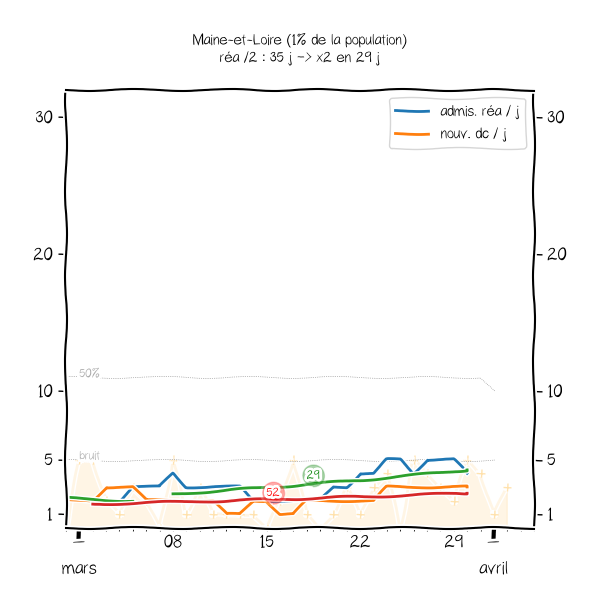 Maine-et-Loire (1% de la population)
réa /2 : 35 j -> x2 en 29 j
admis. réa / j
nouv. dc / j
30
30
20
20
50%
10
10
bruit
5
5
29
52
1
1
08
15
22
29
mars
avril